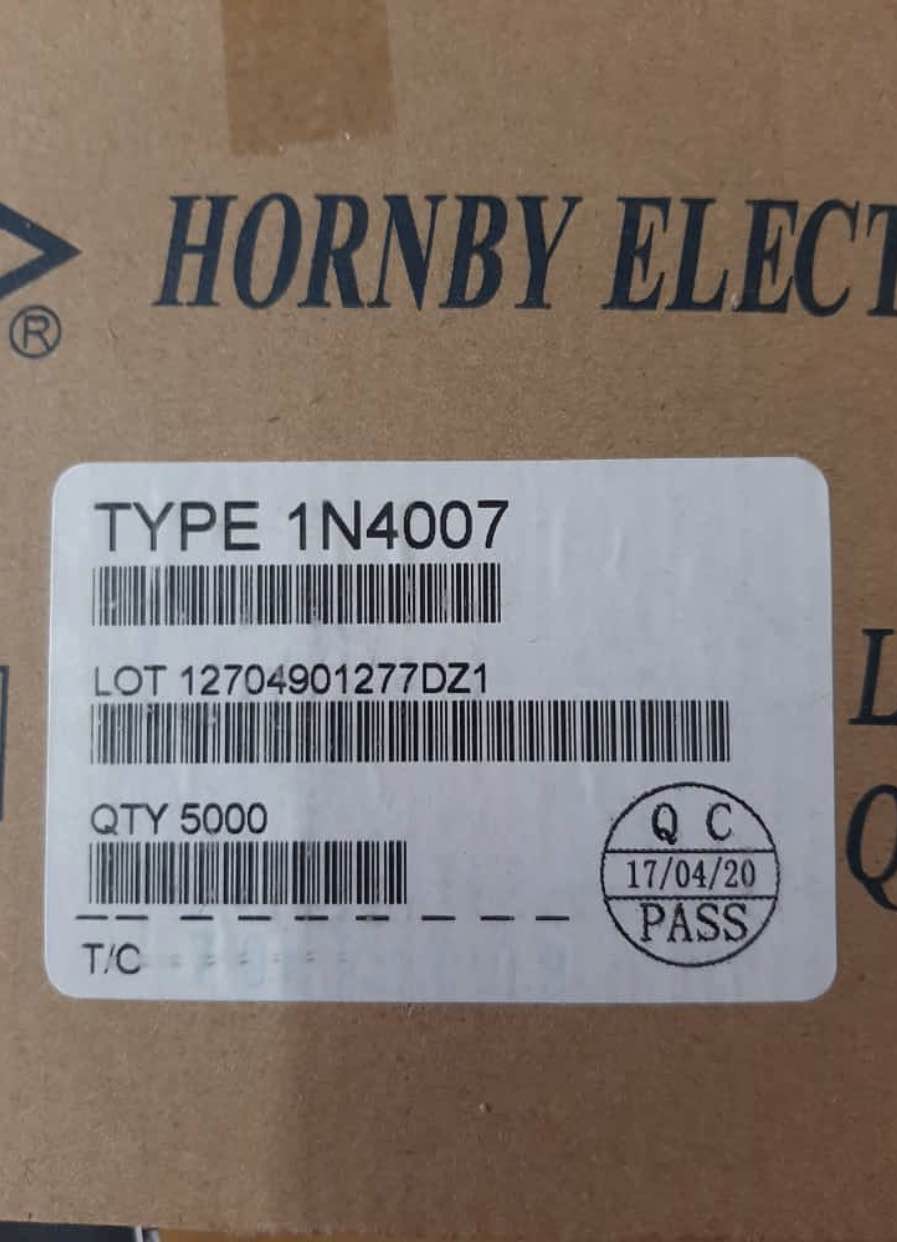 HORNBY ELECT
®
TYPE 1N4007
LOT 12704901277DZ1
QTY 5000
Q C
17/04/20
PASS
T/C
L
Q